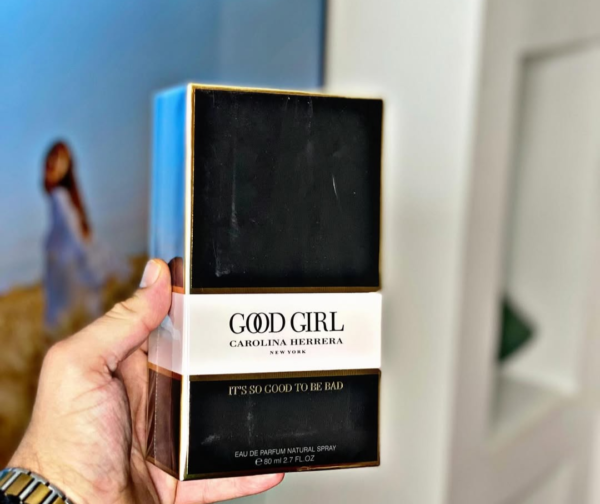 GOOD GIRL
CAROLINA HERRERA
NEW YORK
IT'S SO GOOD TO BE BAD
EAU DE PARFUM NATURAL SPRAY
℮ 80 ml 2.7 FL.OZ